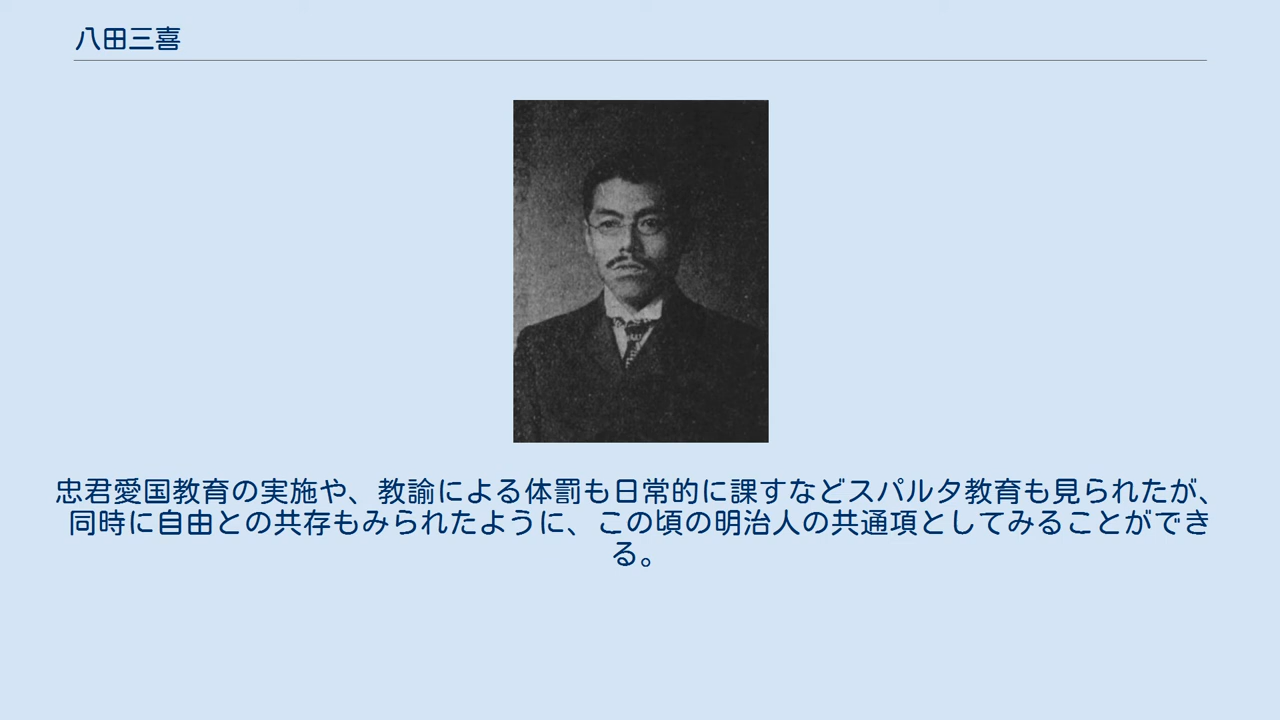 八田三喜
忠君愛国教育の実施や、教諭による体罰も日常的に課すなどスパルタ教育も見られたが、
同時に自由との共存もみられたように、この頃の明治人の共通項としてみることができ
る。